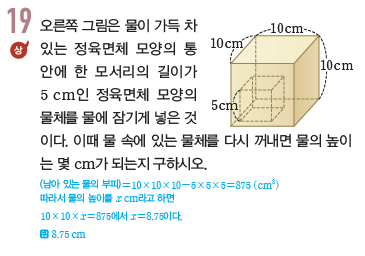 19
상
오른쪽 그림은 물이 가득 차
있는 정육면체 모양의 통
안에 한 모서리의 길이가
5 cm인 정육면체 모양의
물체를 물에 잠기게 넣은 것
이다. 이때 물 속에 있는 물체를 다시 꺼내면 물의 높이
는 몇 cm가 되는지 구하시오.
10cm
10cm
10cm
5cm
(남아 있는 물의 부피)=10×10×10-5×5×5=875 (cm³)
따라서 물의 높이를 x cm라고 하면
10×10×x=875에서 x=8.75이다.
답 8.75 cm